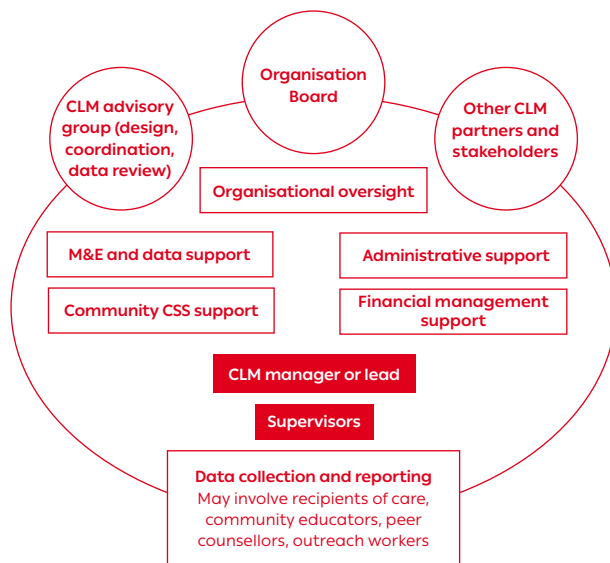 Organisation
Board
CLM advisory
group (design,
coordination,
data review)
Other CLM
partners and
stakeholders
Organisational oversight
M&E and data support
Administrative support
Community CSS support
Financial management
support
CLM manager or lead
Supervisors
Data collection and reporting
May involve recipients of care,
community educators, peer
counsellors, outreach workers